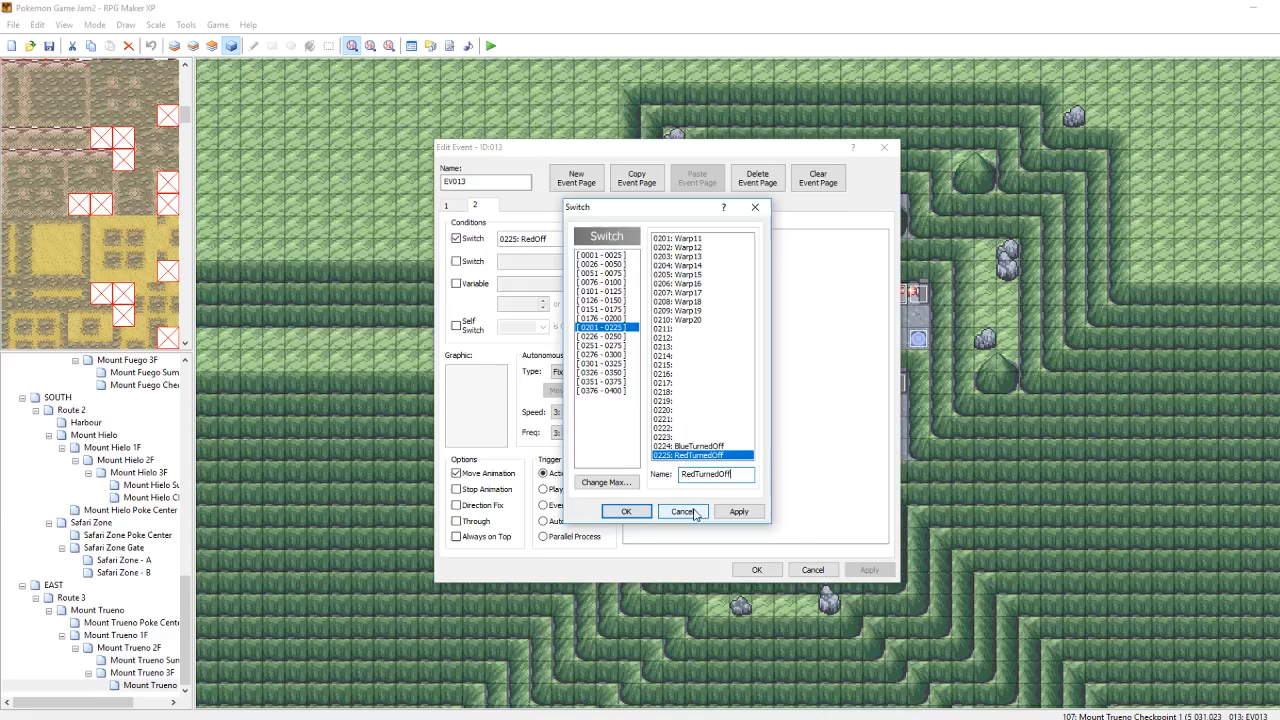 Pokemon Game Jam2 - RPG Maker XP
File Edit View Mode Draw Scale Tools Game Help
Edit Event - ID:013
Name:
EV013
New Event Page
Copy Event Page
Paste Event Page
Delete Event Page
Clear Event Page
1 2
Conditions
Switch 0225: RedOff
Switch
Variable
or
Self Switch
Graphic:
Autonomous
Type: Fix
Speed: 3:
Freq: 3:
Options
Move Animation
Stop Animation
Direction Fix
Through
Always on Top
Trigger
Parallel Process
OK Cancel Apply
Switch
Switch
[ 0001 - 0025 ]
[ 0026 - 0050 ]
[ 0051 - 0075 ]
[ 0076 - 0100 ]
[ 0101 - 0125 ]
[ 0126 - 0150 ]
[ 0151 - 0175 ]
[ 0176 - 0200 ]
[ 0201 - 0225 ]
[ 0226 - 0250 ]
[ 0251 - 0275 ]
[ 0276 - 0300 ]
[ 0301 - 0325 ]
[ 0326 - 0350 ]
[ 0351 - 0375 ]
[ 0376 - 0400 ]
Change Max...
0201: Warp11
0202: Warp12
0203: Warp13
0204: Warp14
0205: Warp15
0206: Warp16
0207: Warp17
0208: Warp18
0209: Warp19
0210: Warp20
0211:
0212:
0213:
0214:
0215:
0216:
0217:
0218:
0219:
0220:
0221:
0222:
0223:
0224: BlueTurnedOff
0225: RedTurnedOff
Name: RedTurnedOff
OK Cancel Apply
Mount Fuego 3F
Mount Fuego Sum
Mount Fuego Che
SOUTH
Route 2
Harbour
Mount Hielo
Mount Hielo 1F
Mount Hielo 2F
Mount Hielo 3F
Mount Hielo Su
Mount Hielo C
Mount Hielo Poke Center
Safari Zone
Safari Zone Poke Center
Safari Zone Gate
Safari Zone - A
Safari Zone - B
EAST
Route 3
Mount Trueno
Mount Trueno Poke Cente
Mount Trueno 1F
Mount Trueno 2F
Mount Trueno Sun
Mount Trueno 3F
Mount Trueno
107: Mount Trueno Checkpoint 1 (5 031,023 013: EV013